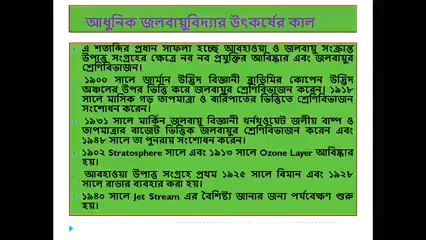 আধুনিক জলবায়ুবিদ্যার উৎকর্ষের কাল
এ শতাব্দির প্রধান সাফল্য হচ্ছে আবহাওয়া ও জলবায়ু সংক্রান্ত
উপাত্ত সংগ্রহের ক্ষেত্রে নব নব প্রযুক্তির আবিষ্কার এবং জলবায়ুর
শ্রেণিবিভাজন।
১৯০০ সালে জার্মান উদ্ভিদ বিজ্ঞানী ব্লাডিমির কোপেন উদ্ভিদ
অঞ্চলের উপর ভিত্তি করে জলবায়ুর শ্রেণিবিভাজন করেন। ১৯১৮
সালে মাসিক গড় তাপমাত্রা ও বারিপাতের ভিত্তিতে শ্রেণিবিভাজন
সংশোধন করেন।
১৯৩১ সালে মার্কিন জলবায়ু বিজ্ঞানী থর্নথুওয়েট জলীয় বাষ্প ও
তাপমাত্রার বাজেট ভিত্তিক জলবায়ুর শ্রেণিবিভাজন করেন এবং
১৯৪৮ সালে তা পুনরায় সংশোধন করেন।
১৯০২ Stratosphere সালে এবং ১৯১৩ সালে Ozone Layer আবিষ্কার
হয়।
আবহাওয়া উপাত্ত সংগ্রহে প্রথম ১৯২৫ সালে বিমান এবং ১৯২৮
সালে রাডার ব্যবহার করা হয়।
১৯৪০ সালে Jet Stream এর বৈশিষ্ট্য জানার জন্য পর্যবেক্ষণ শুরু
হয়।